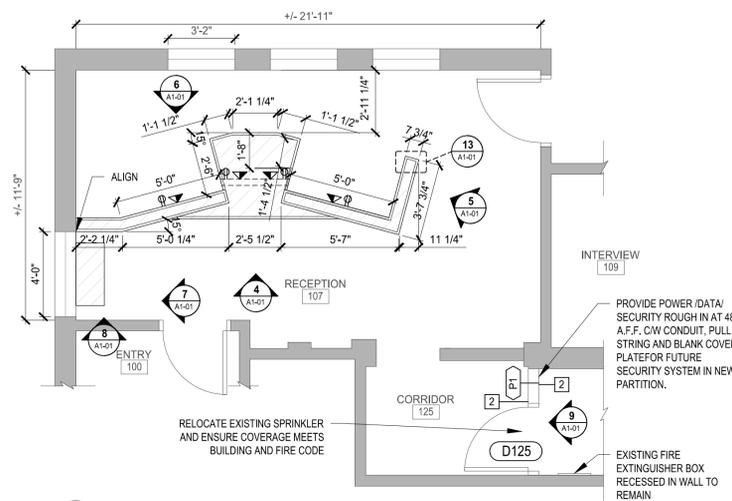 +/- 21'-11"
3'-2"
6
A1-01
2'-1 1/4"
1'-1 1/2"
1'-1 1/2"
2'-11 1/4"
7 3/4"
13
A1-01
15°
1'-8"
2'-6"
+/- 11'-9"
ALIGN
5'-0"
5'-0"
1'-4 1/2"
3'-7 3/4"
5
A1-01
15°
2'-2 1/4"
5'-0 1/4"
2'-5 1/2"
5'-7"
11 1/4"
4'-0"
INTERVIEW
109
RECEPTION
107
7
A1-01
4
A1-01
8
A1-01
ENTRY
100
PROVIDE POWER /DATA/
SECURITY ROUGH IN AT 48
A.F.F. C/W CONDUIT, PULL
STRING AND BLANK COVER
PLATEFOR FUTURE
SECURITY SYSTEM IN NEW
PARTITION.
P1
2
2
CORRIDOR
125
9
A1-01
RELOCATE EXISTING SPRINKLER
AND ENSURE COVERAGE MEETS
BUILDING AND FIRE CODE
D125
EXISTING FIRE
EXTINGUISHER BOX
RECESSED IN WALL TO
REMAIN